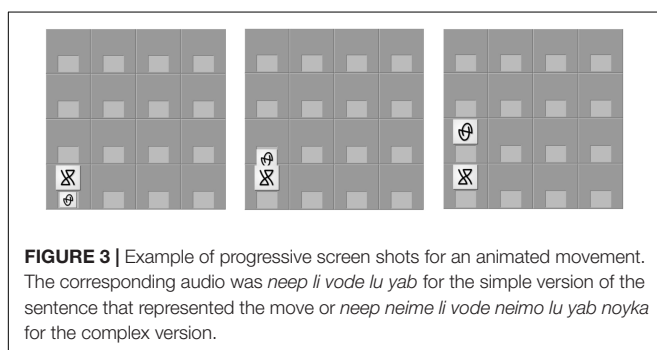 FIGURE 3 | Example of progressive screen shots for an animated movement.
The corresponding audio was neep li vode lu yab for the simple version of the
sentence that represented the move or neep neime li vode neimo lu yab noyka
for the complex version.